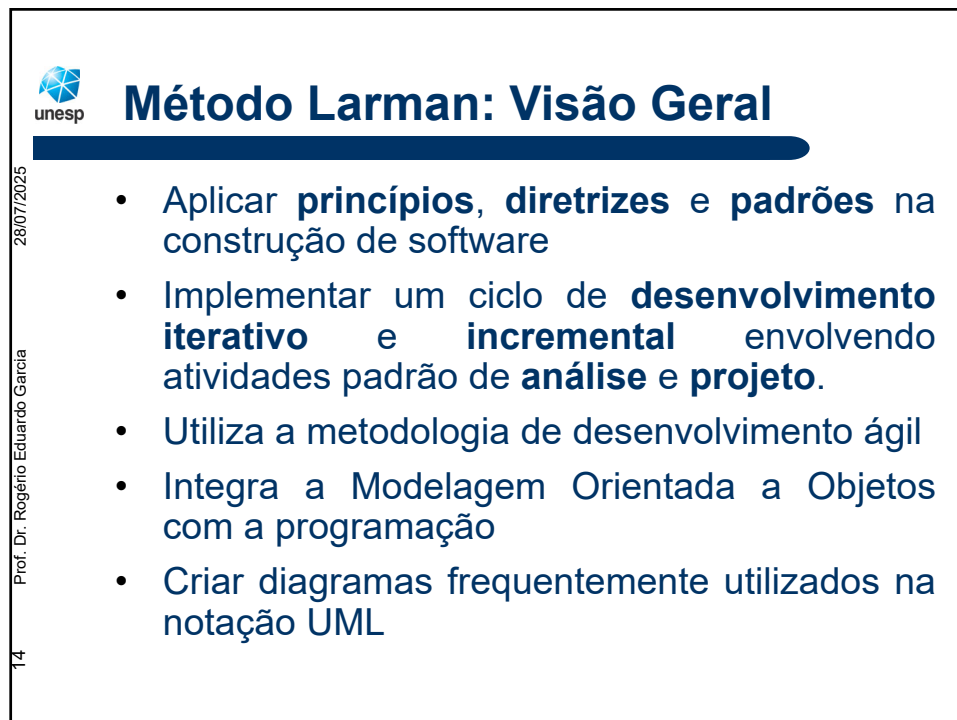 unesp
Método Larman: Visão Geral
• Aplicar princípios, diretrizes e padrões na
construção de software
• Implementar um ciclo de desenvolvimento
iterativo e incremental envolvendo
atividades padrão de análise e projeto.
• Utiliza a metodologia de desenvolvimento ágil
• Integra a Modelagem Orientada a Objetos
com a programação
• Criar diagramas frequentemente utilizados na
notação UML
14 Prof. Dr. Rogério Eduardo Garcia 28/07/2025